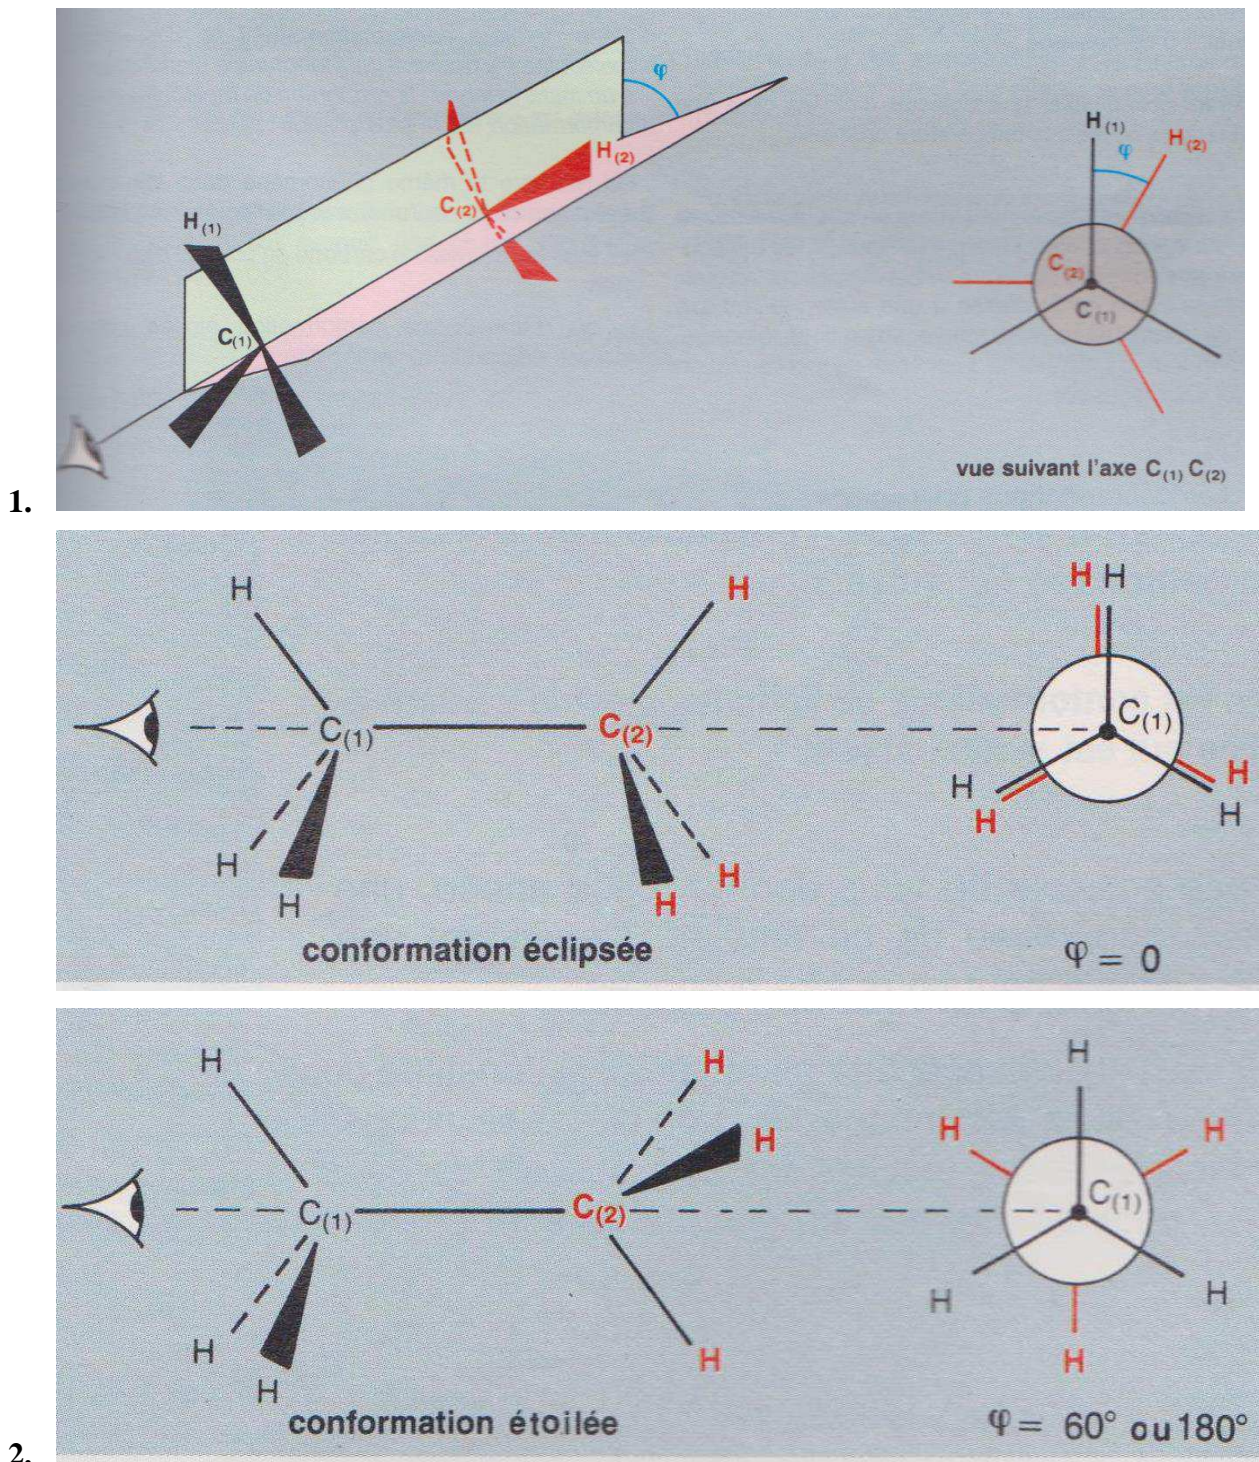 φ
H(1)
φ
H(2)
H(2)
C(2)
H(1)
C(2)
C(1)
C(1)
vue suivant l'axe C(1) C(2)
1.
H
H
H H
C(1)
C(2)
C(1)
H
H
H
H
H
H
H
H
conformation éclipsée
φ = 0
H
H
H
H
H
H
C(1)
C(2)
C(1)
H
H
H
H
H
H
conformation étoilée
φ = 60° ou 180°
2.